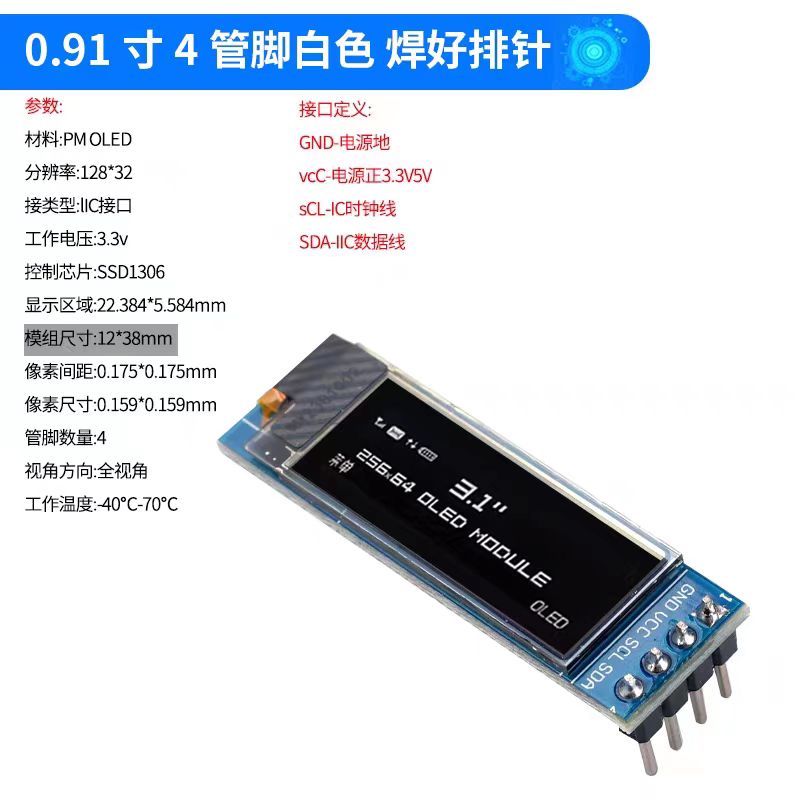 0.91 寸 4 管脚白色 焊好排针
参数:
材料:PM OLED
分辨率:128*32
接类型:lIC接口
工作电压:3.3v
控制芯片:SSD1306
显示区域:22.384*5.584mm
模组尺寸:12*38mm
像素间距:0.175*0.175mm
像素尺寸:0.159*0.159mm
管脚数量:4
视角方向:全视角
工作温度:-40°C-70°C
接口定义:
GND-电源地
vcC-电源正3.3V5V
sCL-IC时钟线
SDA-IIC数据线
3.1"
菜单 256x64 OLED MODULE
OLED
1
GND VCC SCL SDA